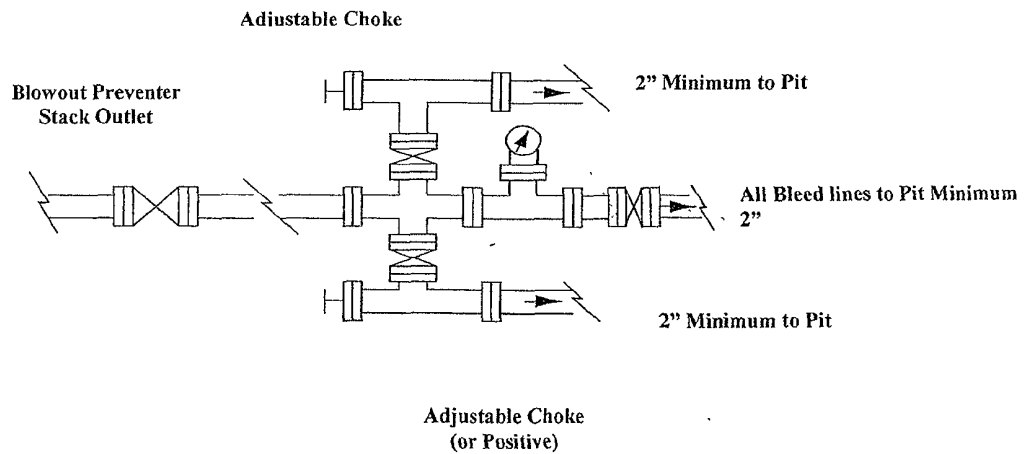 Adiustable Choke
Blowout Preventer
Stack Outlet
2” Minimum to Pit
All Bleed lines to Pit Minimum
2”
2” Minimum to Pit
Adjustable Choke
(or Positive)